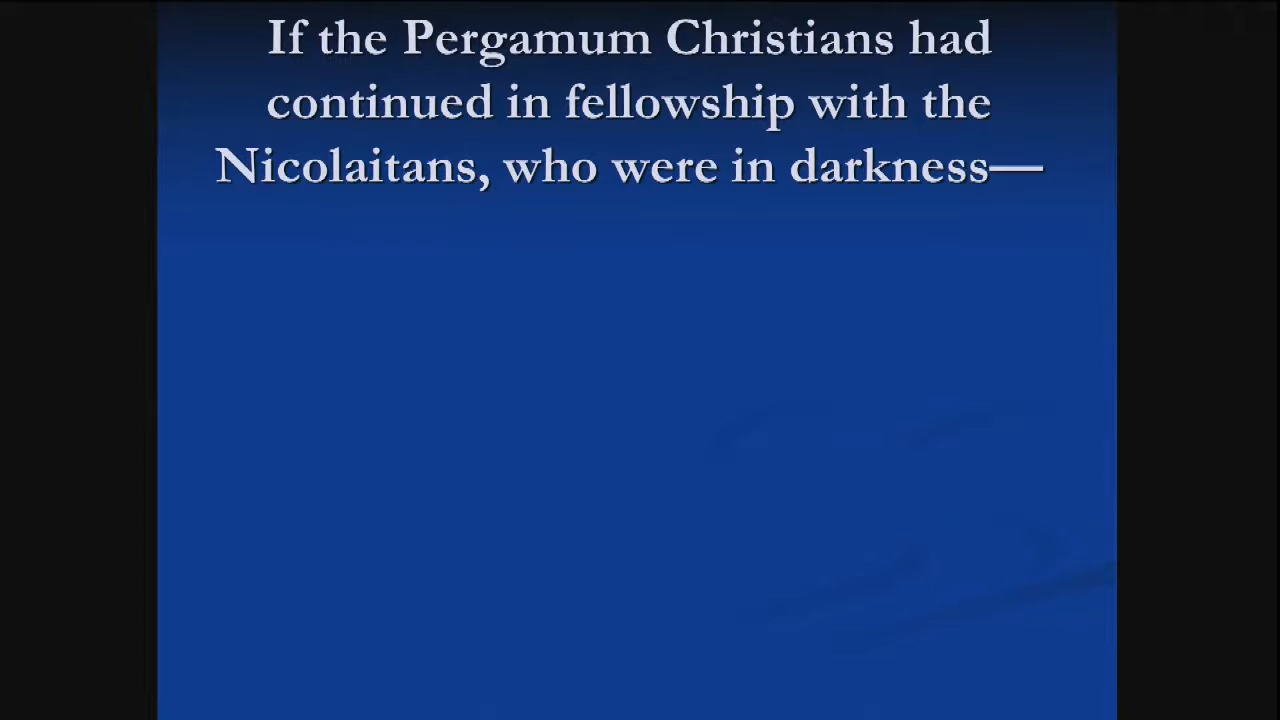 If the Pergamum Christians had
continued in fellowship with the
Nicolaitans, who were in darkness—